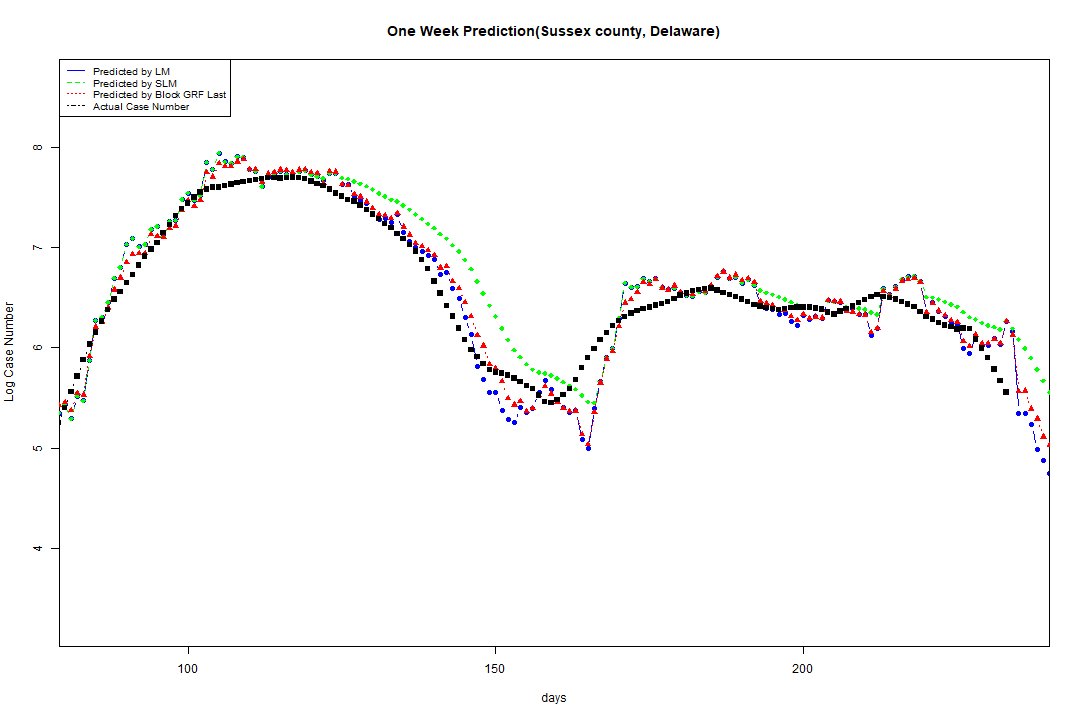 One Week Prediction(Sussex county, Delaware)
Predicted by LM
Predicted by SLM
Predicted by Block GRF Last
Actual Case Number
8
7
6
5
4
Log Case Number
100
150
200
days